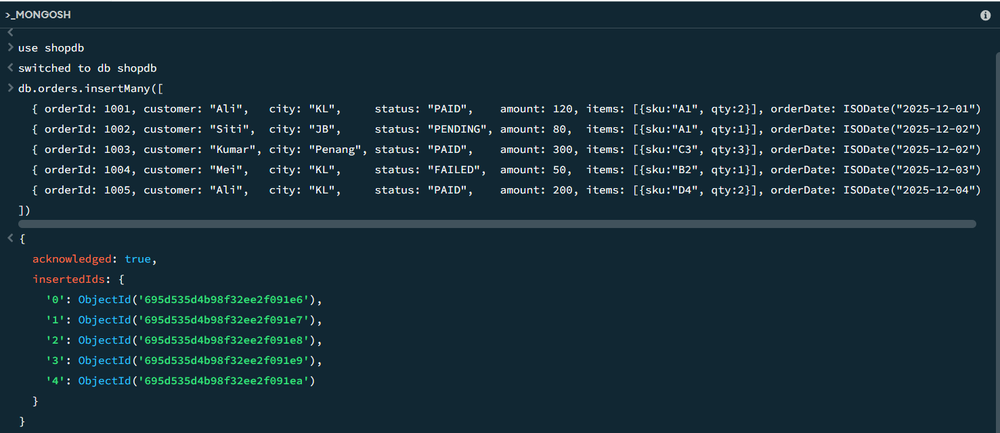 >_MONGOSH
use shopdb
switched to db shopdb
db.orders.insertMany([
{ orderId: 1001, customer: "Ali", city: "KL", status: "PAID", amount: 120, items: [{sku:"A1", qty:2}], orderDate: ISODate("2025-12-01")
{ orderId: 1002, customer: "Siti", city: "JB", status: "PENDING", amount: 80, items: [{sku:"A1", qty:1}], orderDate: ISODate("2025-12-02")
{ orderId: 1003, customer: "Kumar", city: "Penang", status: "PAID", amount: 300, items: [{sku:"C3", qty:3}], orderDate: ISODate("2025-12-02")
{ orderId: 1004, customer: "Mei", city: "KL", status: "FAILED", amount: 50, items: [{sku:"B2", qty:1}], orderDate: ISODate("2025-12-03")
{ orderId: 1005, customer: "Ali", city: "KL", status: "PAID", amount: 200, items: [{sku:"D4", qty:2}], orderDate: ISODate("2025-12-04")
])
{
acknowledged: true,
insertedIds: {
'0': ObjectId('695d535d4b98f32ee2f091e6'),
'1': ObjectId('695d535d4b98f32ee2f091e7'),
'2': ObjectId('695d535d4b98f32ee2f091e8'),
'3': ObjectId('695d535d4b98f32ee2f091e9'),
'4': ObjectId('695d535d4b98f32ee2f091ea')
}
}